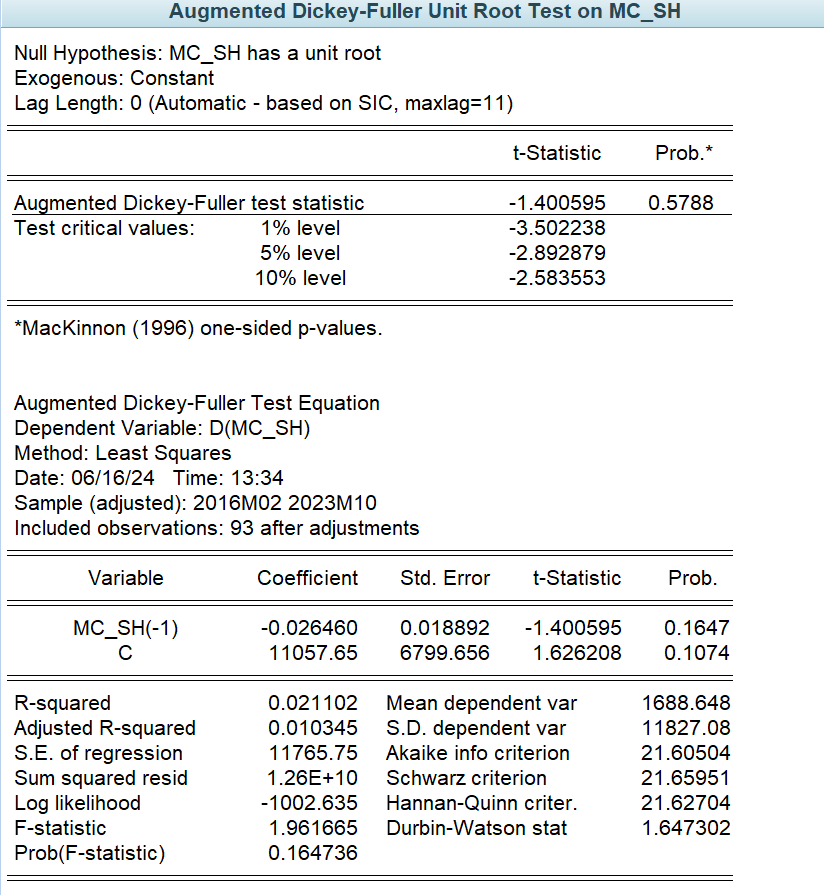 Augmented Dickey-Fuller Unit Root Test on MC_SH
Null Hypothesis: MC_SH has a unit root
Exogenous: Constant
Lag Length: 0 (Automatic - based on SIC, maxlag=11)
t-Statistic Prob.*
Augmented Dickey-Fuller test statistic -1.400595 0.5788
Test critical values: 1% level -3.502238
5% level -2.892879
10% level -2.583553
*MacKinnon (1996) one-sided p-values.
Augmented Dickey-Fuller Test Equation
Dependent Variable: D(MC_SH)
Method: Least Squares
Date: 06/16/24 Time: 13:34
Sample (adjusted): 2016M02 2023M10
Included observations: 93 after adjustments
Variable Coefficient Std. Error t-Statistic Prob.
MC_SH(-1) -0.026460 0.018892 -1.400595 0.1647
C 11057.65 6799.656 1.626208 0.1074
R-squared 0.021102 Mean dependent var 1688.648
Adjusted R-squared 0.010345 S.D. dependent var 11827.08
S.E. of regression 11765.75 Akaike info criterion 21.60504
Sum squared resid 1.26E+10 Schwarz criterion 21.65951
Log likelihood -1002.635 Hannan-Quinn criter. 21.62704
F-statistic 1.961665 Durbin-Watson stat 1.647302
Prob(F-statistic) 0.164736